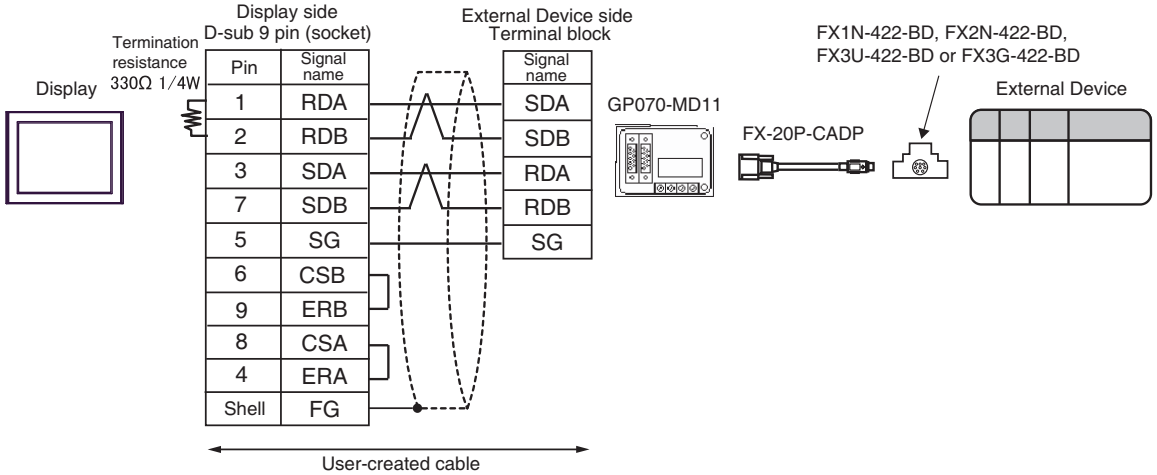 Display side
D-sub 9 pin (socket)
External Device side
Terminal block
FX1N-422-BD, FX2N-422-BD,
FX3U-422-BD or FX3G-422-BD
Termination
resistance
330Ω 1/4W
Display
Pin
Signal
name
Signal
name
1 RDA SDA
2 RDB SDB
3 SDA RDA
7 SDB RDB
5 SG SG
6 CSB
9 ERB
8 CSA
4 ERA
Shell FG
GP070-MD11
FX-20P-CADP
External Device
User-created cable